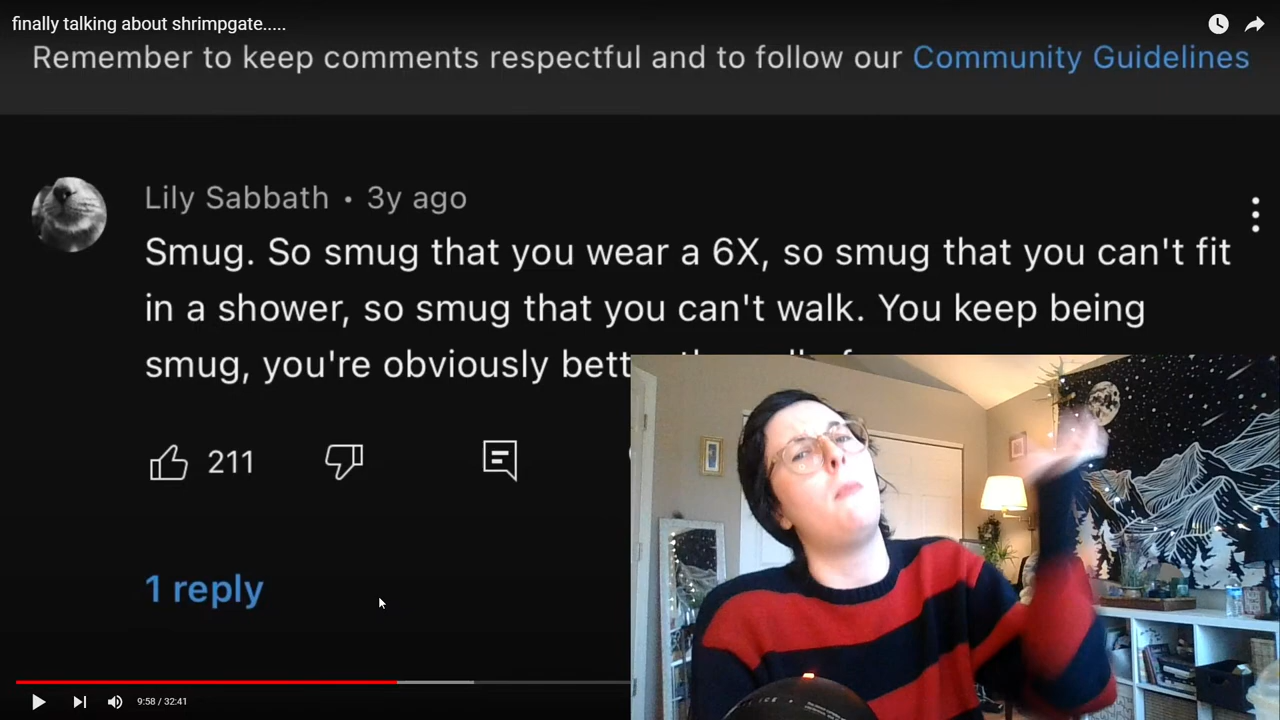 finally talking about shrimpgate.....
Remember to keep comments respectful and to follow our Community Guidelines
Lily Sabbath • 3y ago
Smug. So smug that you wear a 6X, so smug that you can't fit
in a shower, so smug that you can't walk. You keep being
smug, you're obviously
211
1 reply
9:58 / 32:41